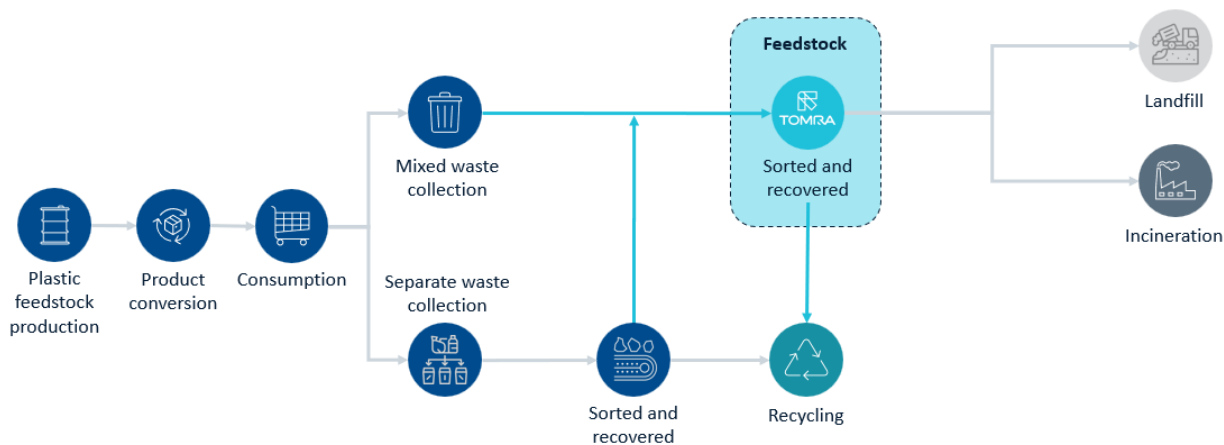 Feedstock
TOMRA
Sorted and
recovered
Landfill
Incineration
Mixed waste
collection
Plastic
feedstock
production
Product
conversion
Consumption
Separate waste
collection
Sorted and
recovered
Recycling